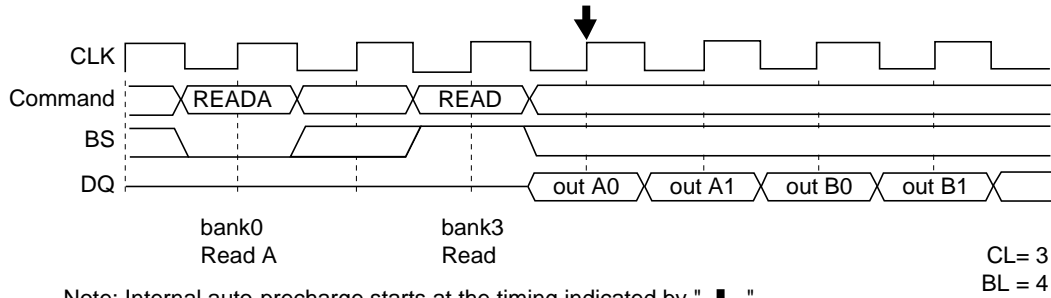 CLK
Command READA READ
BS
DQ out A0 out A1 out B0 out B1
bank0 bank3
Read A Read
CL= 3
BL = 4
Note: Internal auto-precharge starts at the timing indicated by " ".